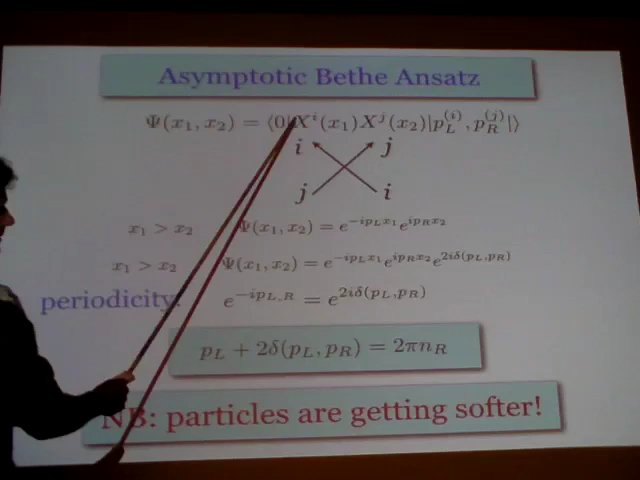 Asymptotic Bethe Ansatz
Ψ(x₁, x₂) = ⟨0|Xⁱ(x₁)Xʲ(x₂)|p_L^{(i)}, p_R^{(j)}|⟩
i j
j i
x₁ > x₂ Ψ(x₁, x₂) = e^{-ip_L x₁} e^{ip_R x₂}
x₁ > x₂ Ψ(x₁, x₂) = e^{-ip_L x₁} e^{ip_R x₂} e^{2iδ(p_L, p_R)}
periodicity: e^{-ip_{L,R}} = e^{2iδ(p_L, p_R)}
p_L + 2δ(p_L, p_R) = 2πn_R
NB: particles are getting softer!